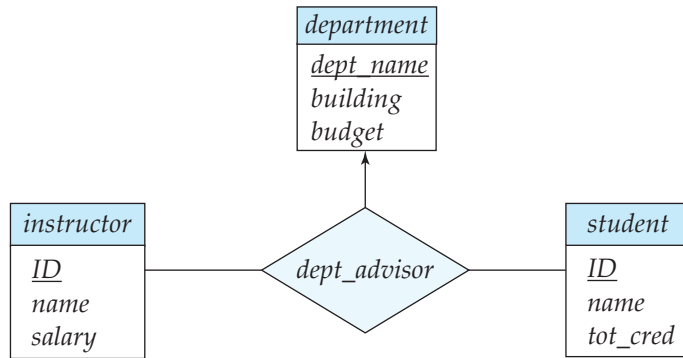 department
dept_name
building
budget
instructor
ID
name
salary
dept_advisor
student
ID
name
tot_cred